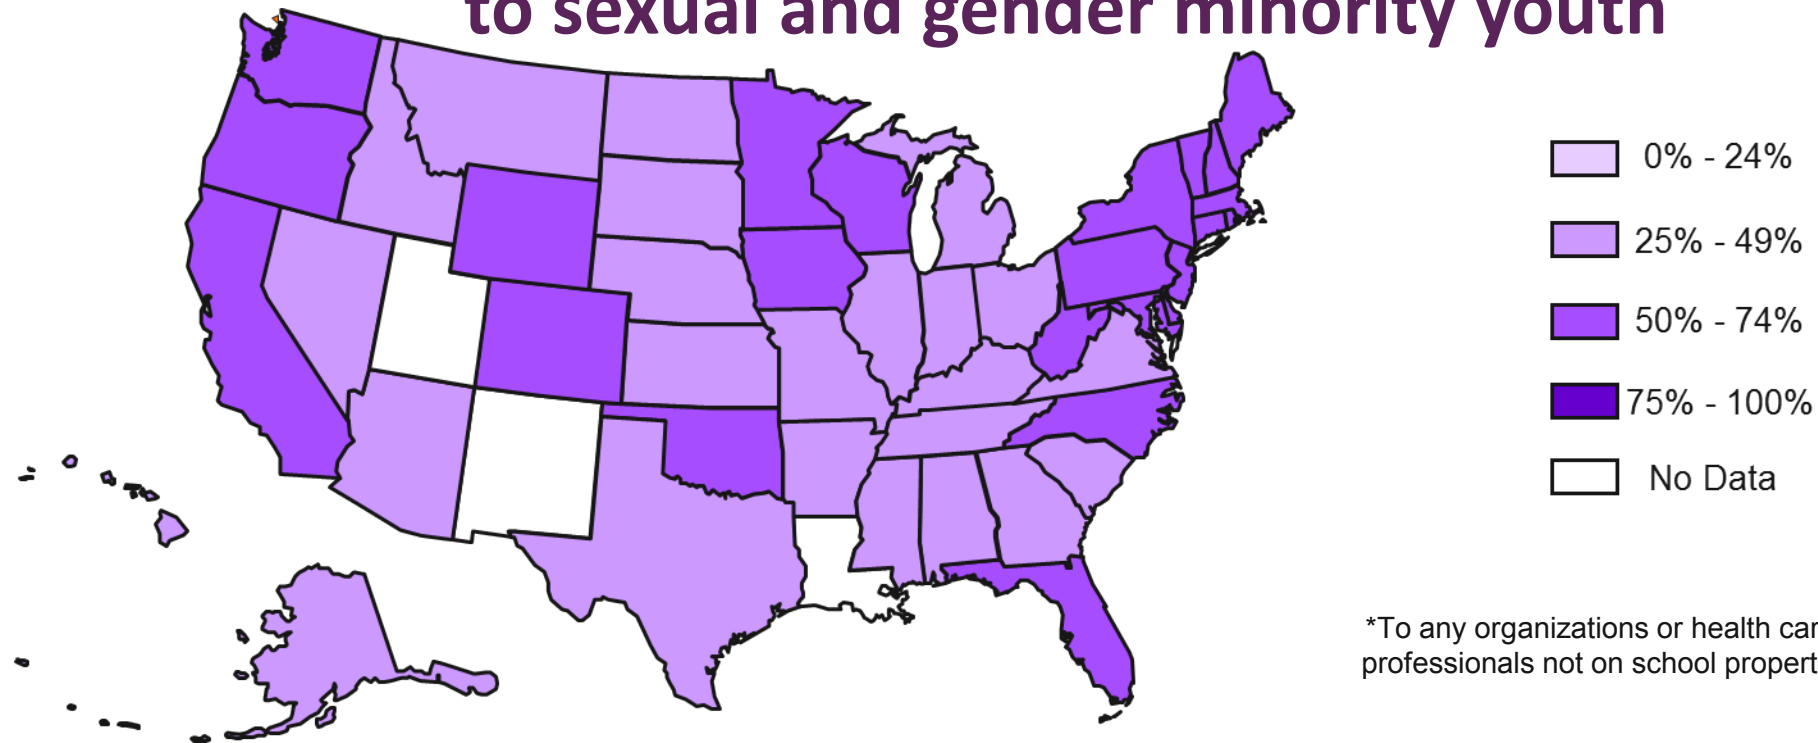 to sexual and gender minority youth
0% - 24%
25% - 49%
50% - 74%
75% - 100%
No Data
*To any organizations or health car
professionals not on school propert